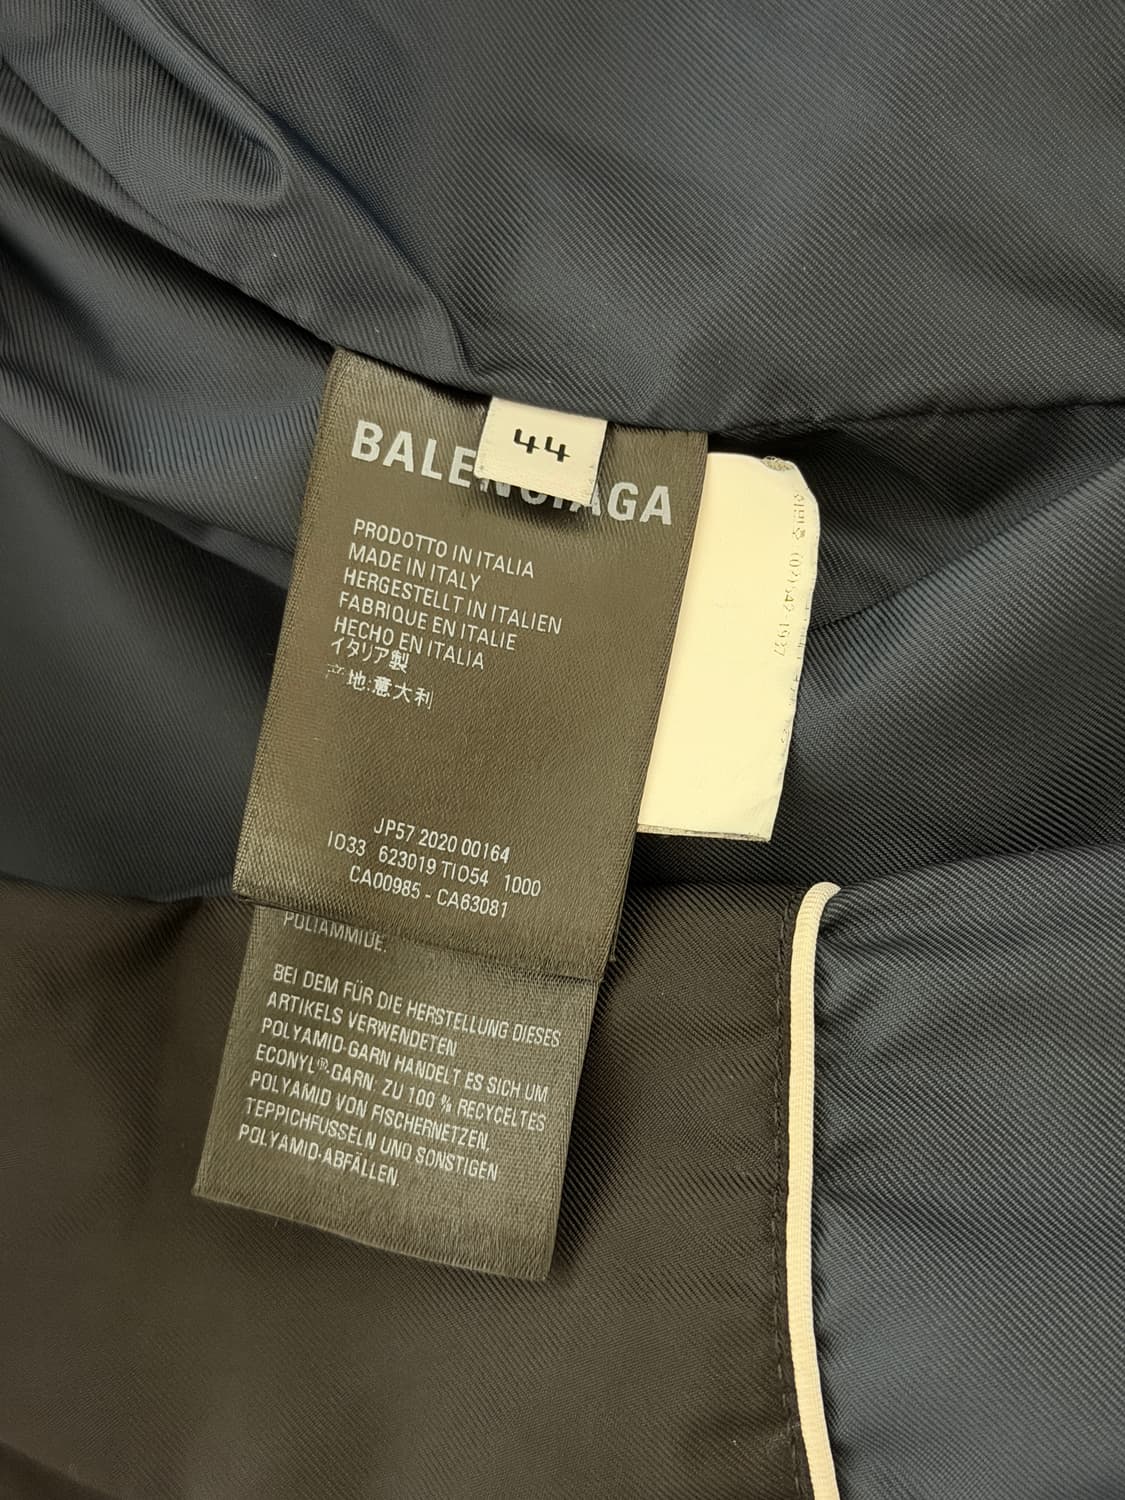 44
BALENCIAGA
PRODOTTO IN ITALIA
MADE IN ITALY
HERGESTELLT IN ITALIEN
FABRIQUE EN ITALIE
HECHO EN ITALIA
イタリア製
产地:意大利
JP57 2020 00164
1033 623019 TIO54 1000
CA00985 - CA63081
POLIAMMIDE.
BEI DEM FÜR DIE HERSTELLUNG DIESES
ARTIKELS VERWENDETEN
POLYAMID-GARN HANDELT ES SICH UM
ECONYL®-GARN: ZU 100 % RECYCELTES
POLYAMID VON FISCHERNETZEN,
TEPPICHFUSSELN UND SONSTIGEN
POLYAMID-ABFÄLLEN.